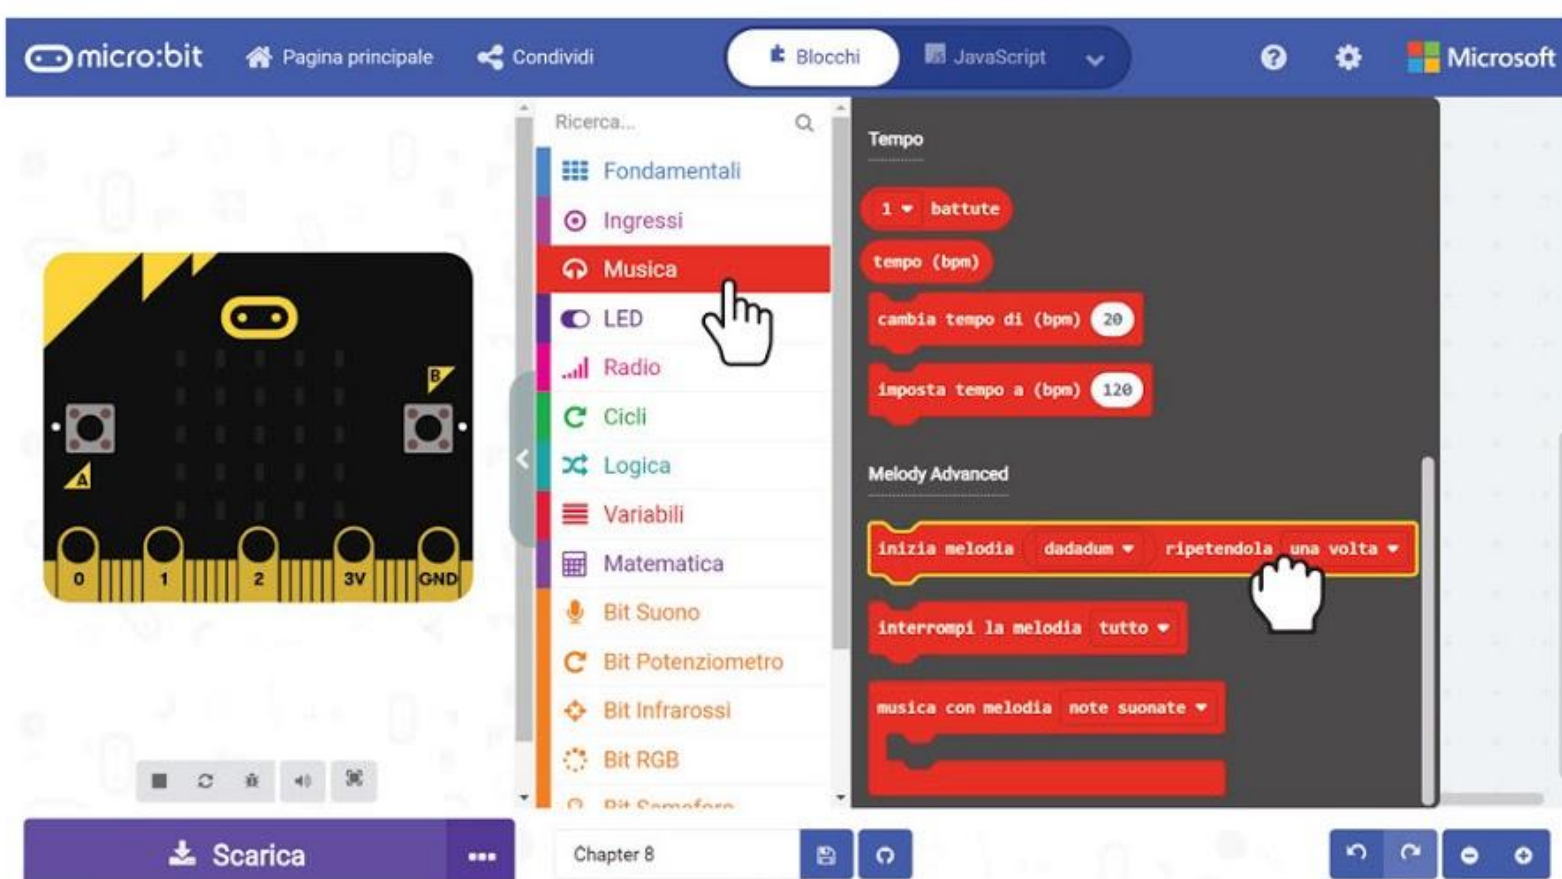 micro:bit Pagina principale Condividi Blocchi JavaScript Microsoft
Ricerca...
Fondamentali
Ingressi
Musica
LED
Radio
Cicli
Logica
Variabili
Matematica
Bit Suono
Bit Potenziometro
Bit Infrarossi
Bit RGB
Bit Semaforo
Tempo
1 battute
tempo (bpm)
cambia tempo di (bpm) 20
imposta tempo a (bpm) 120
Melody Advanced
inizia melodia dadadum ripetendola una volta
interrompi la melodia tutto
musica con melodia note suonate
B
A
0 1 2 3V GND
Scarica
Chapter 8